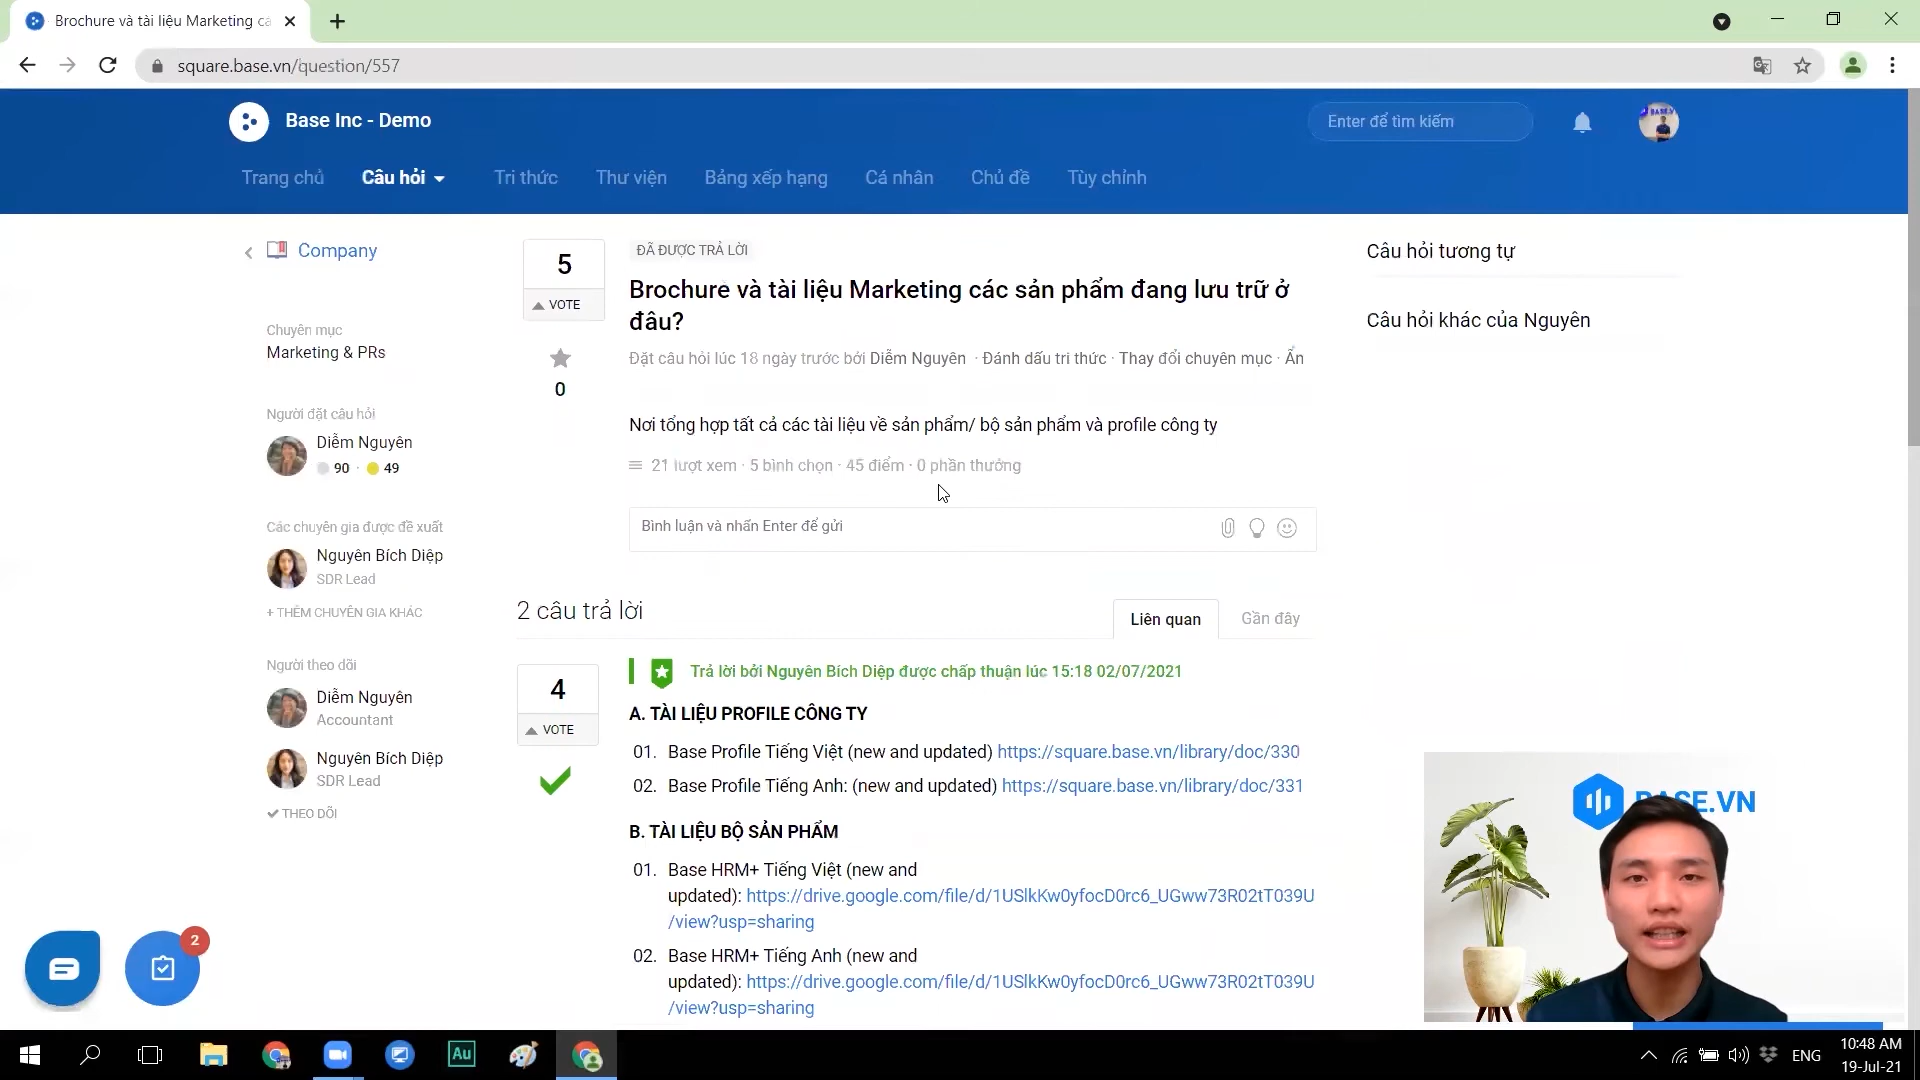 Brochure và tài liệu Marketing cá
square.base.vn/question/557
Base Inc - Demo
Enter để tìm kiếm
Trang chủ
Câu hỏi
Tri thức
Thư viện
Bảng xếp hạng
Cá nhân
Chủ đề
Tùy chỉnh
Company
Chuyên mục
Marketing & PRs
Người đặt câu hỏi
Diễm Nguyên
90 · 49
Các chuyên gia được đề xuất
Nguyên Bích Diệp
SDR Lead
+ THÊM CHUYÊN GIA KHÁC
Người theo dõi
Diễm Nguyên
Accountant
Nguyên Bích Diệp
SDR Lead
THEO DÕI
2
5
VOTE
0
ĐÃ ĐƯỢC TRẢ LỜI
Brochure và tài liệu Marketing các sản phẩm đang lưu trữ ở
đâu?
Đặt câu hỏi lúc 18 ngày trước bởi Diễm Nguyên · Đánh dấu tri thức · Thay đổi chuyên mục · Ẩn
Nơi tổng hợp tất cả các tài liệu về sản phẩm/ bộ sản phẩm và profile công ty
21 lượt xem · 5 bình chọn · 45 điểm · 0 phần thưởng
Bình luận và nhấn Enter để gửi
2 câu trả lời
Liên quan
Gần đây
4
VOTE
Trả lời bởi Nguyên Bích Diệp được chấp thuận lúc 15:18 02/07/2021
A. TÀI LIỆU PROFILE CÔNG TY
01. Base Profile Tiếng Việt (new and updated) https://square.base.vn/library/doc/330
02. Base Profile Tiếng Anh: (new and updated) https://square.base.vn/library/doc/331
B. TÀI LIỆU BỘ SẢN PHẨM
01. Base HRM+ Tiếng Việt (new and
updated): https://drive.google.com/file/d/1USlkKw0yfocD0rc6_UGww73R02tT039U
/view?usp=sharing
02. Base HRM+ Tiếng Anh (new and
updated): https://drive.google.com/file/d/1USlkKw0yfocD0rc6_UGww73R02tT039U
/view?usp=sharing
Câu hỏi tương tự
Câu hỏi khác của Nguyên
BASE.VN
Au
ENG
10:48 AM
19-Jul-21